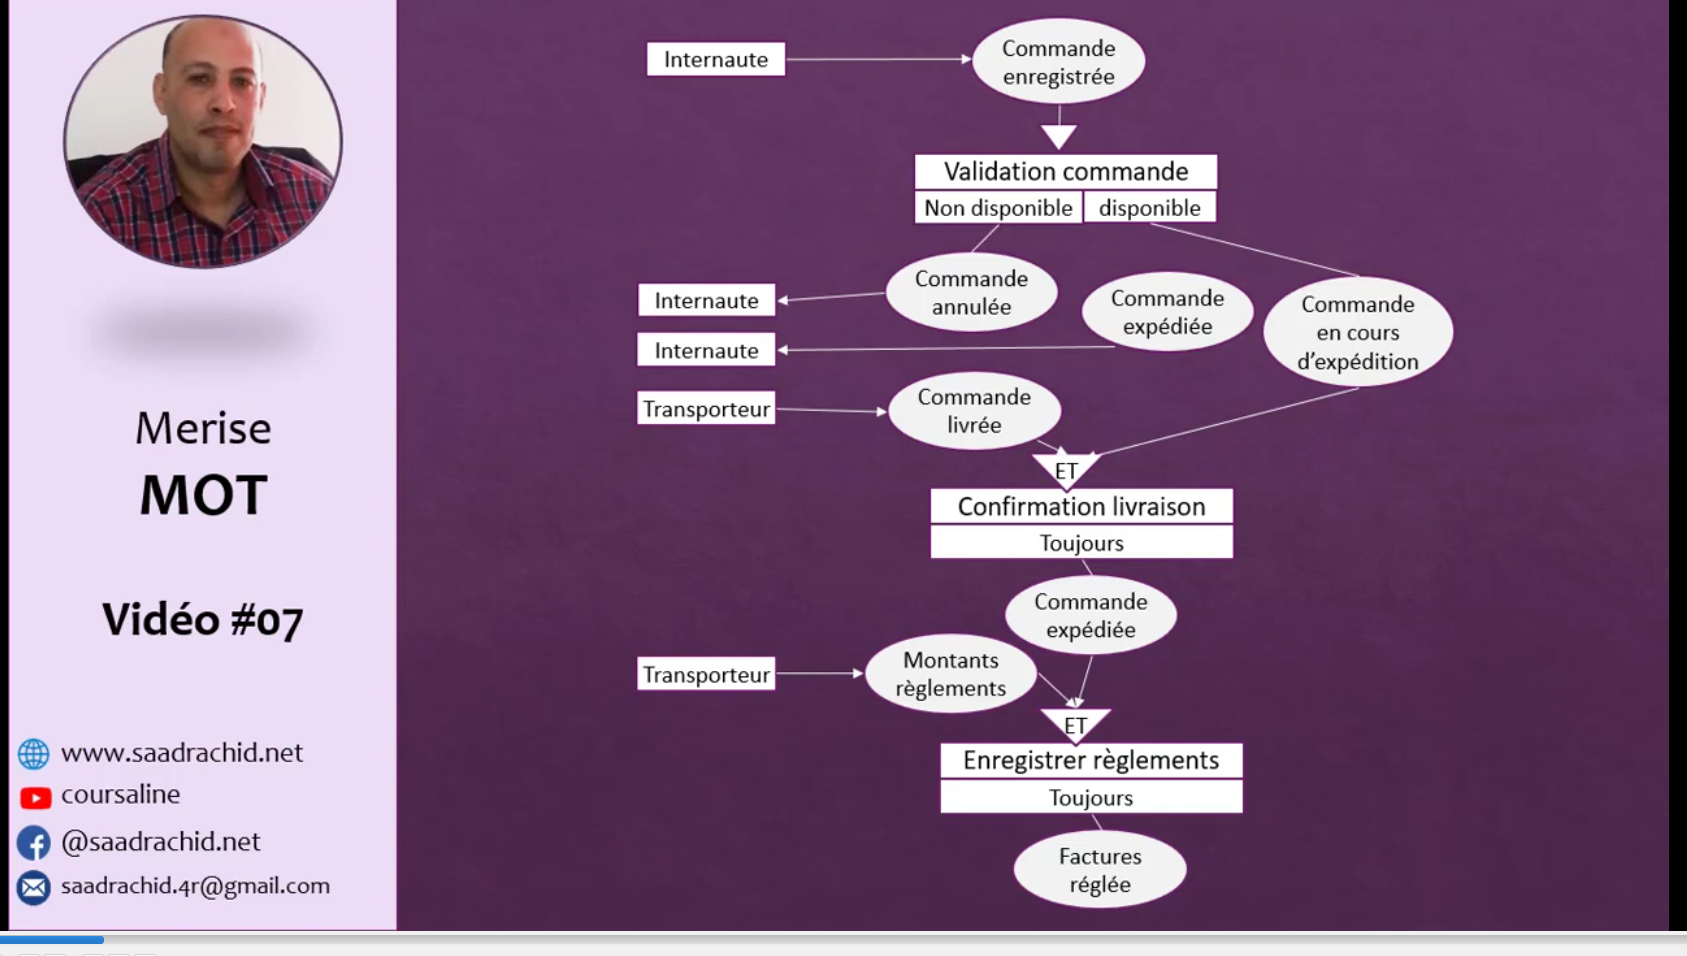 Merise
MOT
Vidéo #07
www.saadrachid.net
coursaline
@saadrachid.net
saadrachid.4r@gmail.com
Internaute
Commande
enregistrée
Validation commande
Non disponible
disponible
Internaute
Commande
annulée
Commande
expédiée
Commande
en cours
d'expédition
Internaute
Transporteur
Commande
livrée
ET
Confirmation livraison
Toujours
Commande
expédiée
Transporteur
Montants
règlements
ET
Enregistrer règlements
Toujours
Factures
réglée